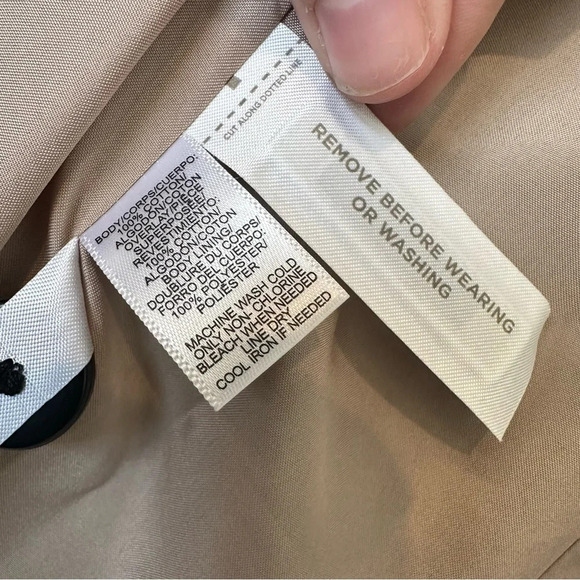 CUT ALONG DOTTED LINE
REMOVE BEFORE WEARING
OR WASHING
BODY/CORPS/CUERPO:
100% COTTON/
ALGODON/COTON
OVERLAY/PIECE
SUPERPOSEE/
REVESTIMIENTO:
100% COTTON/
ALGODON/COTON
BODY LINING/
DOUBLURE DU CORPS/
FORRO DEL CUERPO:
100% POLYESTER/
POLIESTER
MACHINE WASH COLD
ONLY NON-CHLORINE
BLEACH WHEN NEEDED
LINE DRY
COOL IRON IF NEEDED